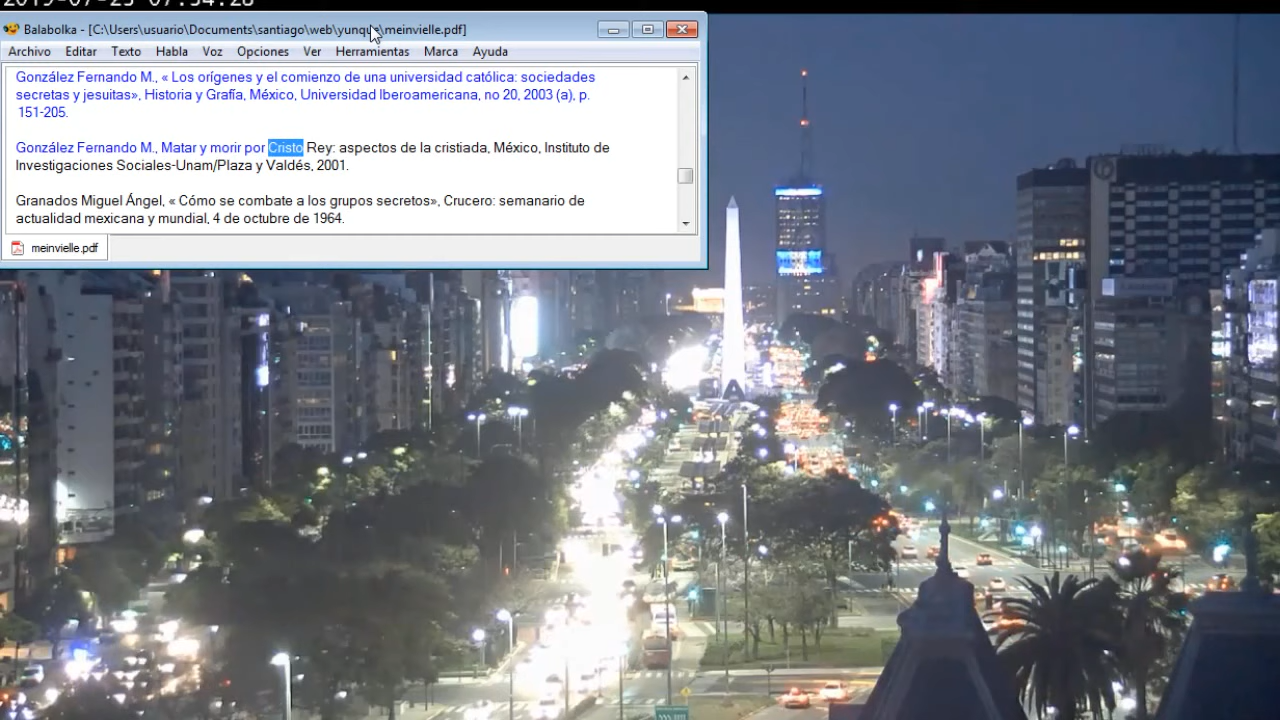 Balabolka - [C:\Users\usuario\Documents\santiago\web\yunque\meinvielle.pdf]
Archivo Editar Texto Habla Voz Opciones Ver Herramientas Marca Ayuda
González Fernando M., « Los orígenes y el comienzo de una universidad católica: sociedades
secretas y jesuitas», Historia y Grafía, México, Universidad Iberoamericana, no 20, 2003 (a), p.
151-205.
González Fernando M., Matar y morir por Cristo Rey: aspectos de la cristiada, México, Instituto de
Investigaciones Sociales-Unam/Plaza y Valdés, 2001.
Granados Miguel Ángel, « Cómo se combate a los grupos secretos», Crucero: semanario de
actualidad mexicana y mundial, 4 de octubre de 1964.
meinvielle.pdf